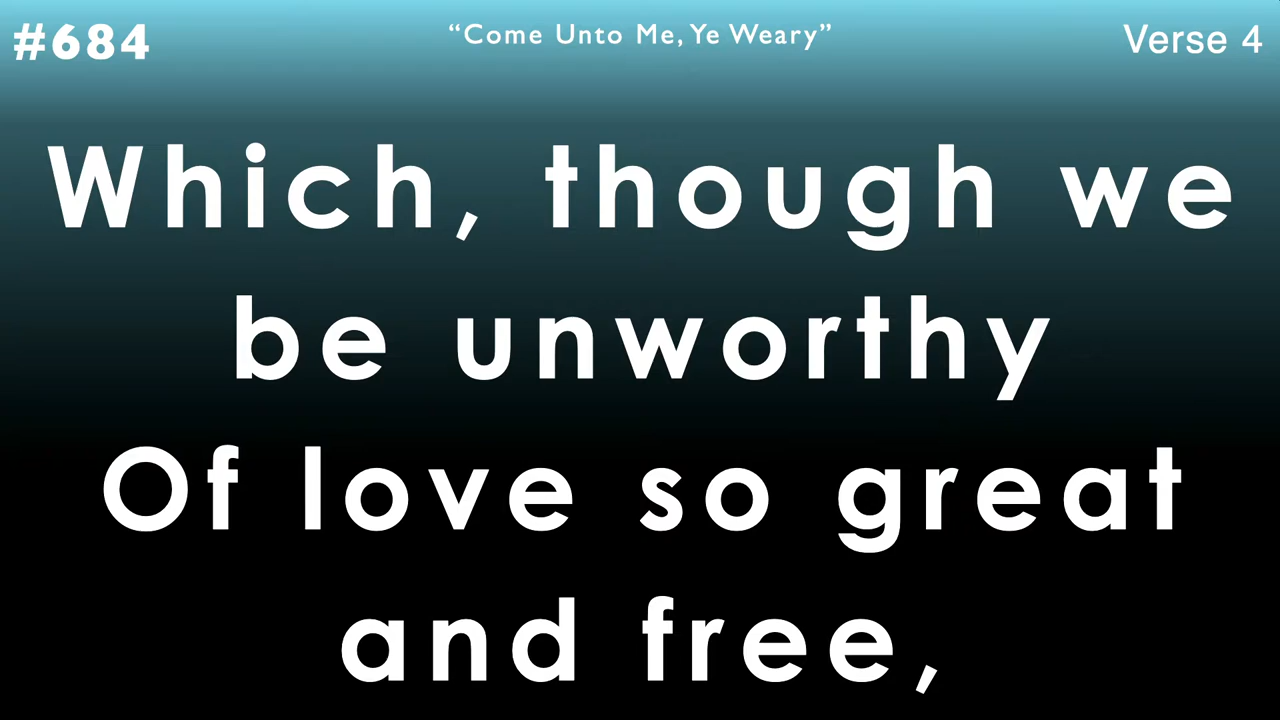 #684
“Come Unto Me, Ye Weary”
Verse 4
Which, though we
be unworthy
Of love so great
and free,